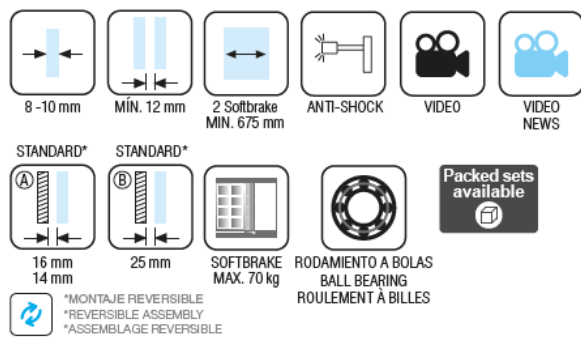 8 -10 mm
MÍN. 12 mm
2 Softbrake
MIN. 675 mm
ANTI-SHOCK
VIDEO
VIDEO
NEWS
STANDARD*
A
16 mm
14 mm
STANDARD*
B
25 mm
SOFTBRAKE
MAX. 70 kg
RODAMIENTO A BOLAS
BALL BEARING
ROULEMENT À BILLES
Packed sets
available
*MONTAJE REVERSIBLE
*REVERSIBLE ASSEMBLY
*ASSEMBLAGE REVERSIBLE